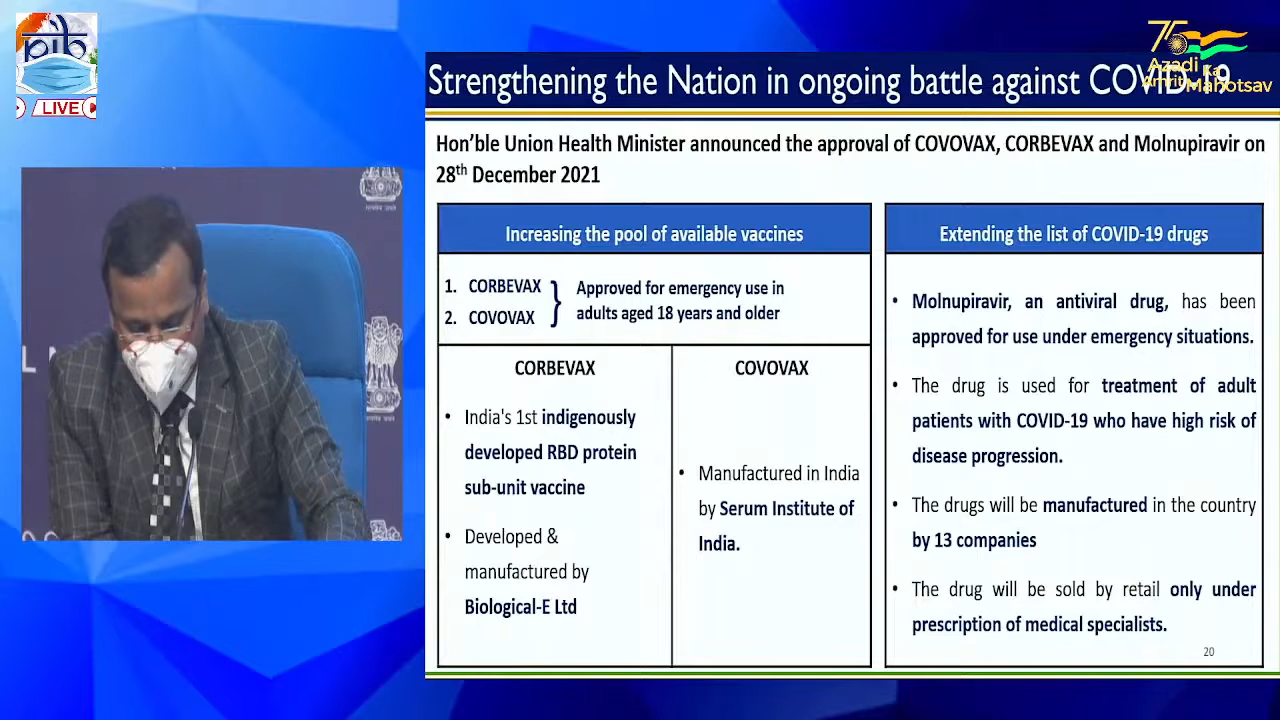 pib
LIVE
75
Azadi Ka
Amrit Mahotsav
Strengthening the Nation in ongoing battle against COVID-19
Hon'ble Union Health Minister announced the approval of COVOVAX, CORBEVAX and Molnupiravir on
28th December 2021
Increasing the pool of available vaccines
1. CORBEVAX
2. COVOVAX
Approved for emergency use in
adults aged 18 years and older
CORBEVAX
• India's 1st indigenously
developed RBD protein
sub-unit vaccine
• Developed &
manufactured by
Biological-E Ltd
COVOVAX
• Manufactured in India
by Serum Institute of
India.
Extending the list of COVID-19 drugs
• Molnupiravir, an antiviral drug, has been
approved for use under emergency situations.
• The drug is used for treatment of adult
patients with COVID-19 who have high risk of
disease progression.
• The drugs will be manufactured in the country
by 13 companies
• The drug will be sold by retail only under
prescription of medical specialists.
20